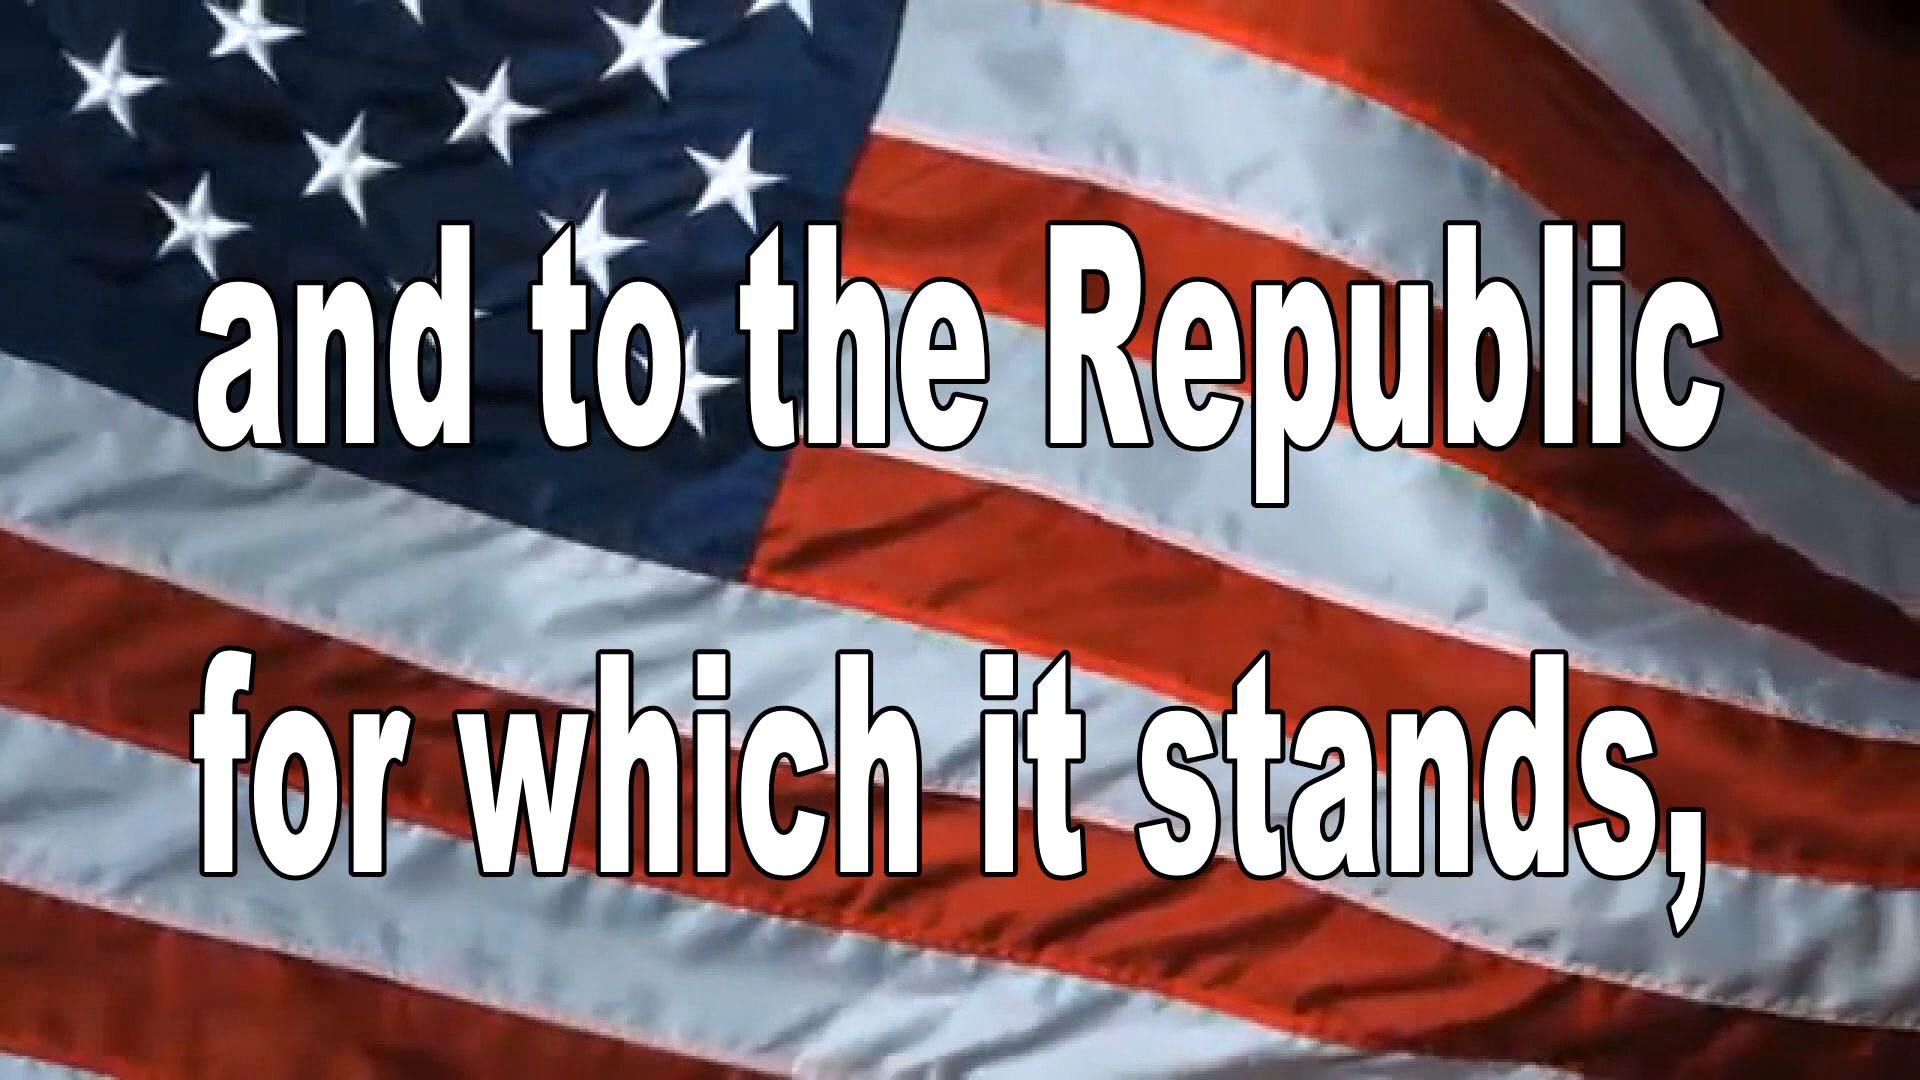 and to the Republic
for which it stands,